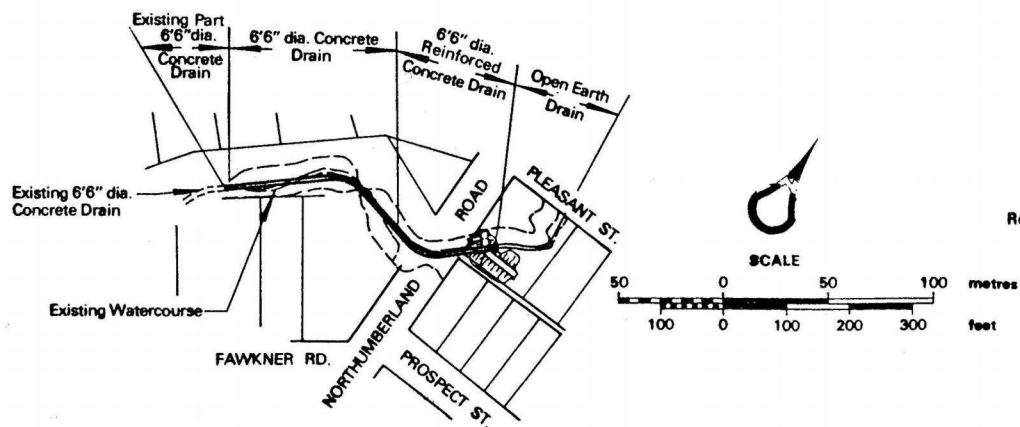 Existing Part
6'6" dia.
Concrete
Drain
6'6" dia. Concrete
Drain
6'6" dia.
Reinforced
Concrete Drain
Open Earth
Drain
Existing 6'6" dia.
Concrete Drain
Existing Watercourse
FAWKNER RD.
NORTHUMBERLAND
ROAD
PLEASANT ST.
PROSPECT ST.
SCALE
50 0 50 100 metres
100 0 100 200 300 feet